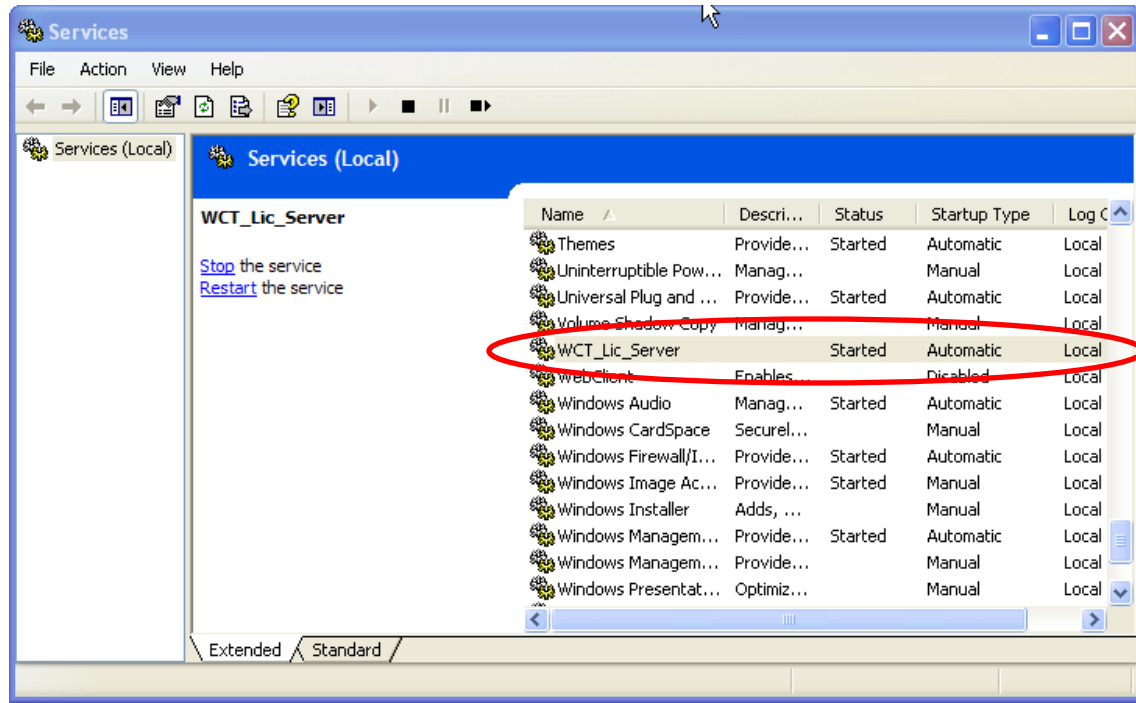 Services
File Action View Help
Services (Local)
Services (Local)
WCT_Lic_Server
Stop the service
Restart the service
Name Descri... Status Startup Type Log
Themes Provide... Started Automatic Local
Uninterruptible Pow... Manag... Manual Local
Universal Plug and ... Provide... Started Automatic Local
Volume Shadow Copy Manag... Manual Local
WCT_Lic_Server Started Automatic Local
WebClient Enables... Disabled Local
Windows Audio Manag... Started Automatic Local
Windows CardSpace Securel... Manual Local
Windows Firewall/I... Provide... Started Automatic Local
Windows Image Ac... Provide... Started Manual Local
Windows Installer Adds, ... Manual Local
Windows Managem... Provide... Started Automatic Local
Windows Managem... Provide... Manual Local
Windows Presentat... Optimiz... Manual Local
Extended Standard